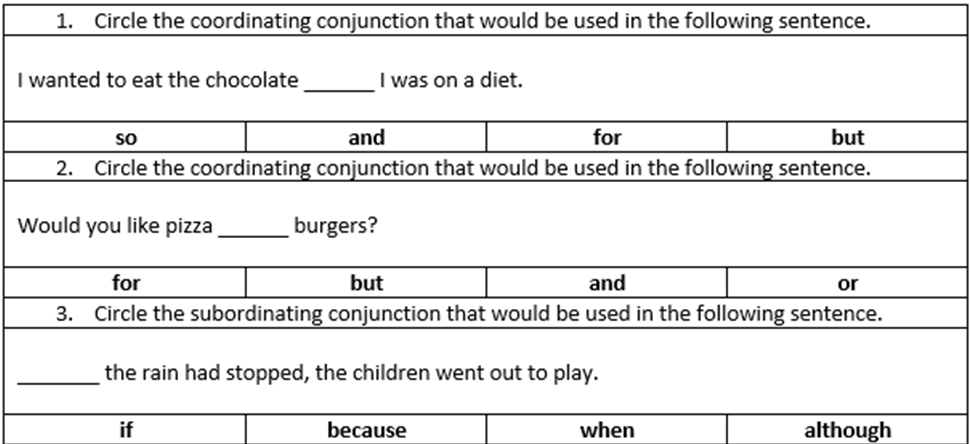 1. Circle the coordinating conjunction that would be used in the following sentence.
I wanted to eat the chocolate ______ I was on a diet.
so and for but
2. Circle the coordinating conjunction that would be used in the following sentence.
Would you like pizza ______ burgers?
for but and or
3. Circle the subordinating conjunction that would be used in the following sentence.
_______ the rain had stopped, the children went out to play.
if because when although